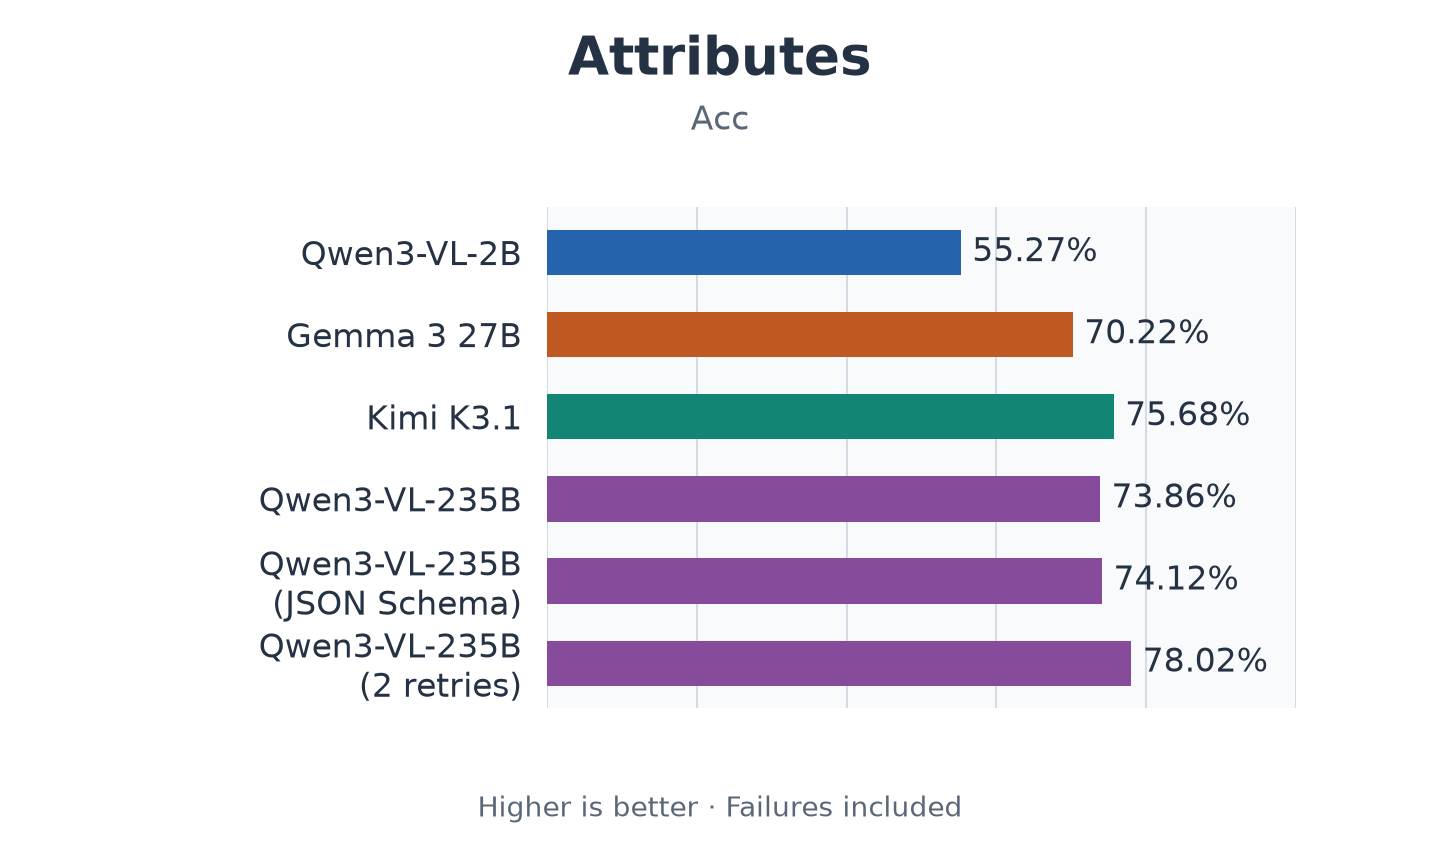 Attributes
Acc
Qwen3-VL-2B
55.27%
Gemma 3 27B
70.22%
Kimi K3.1
75.68%
Qwen3-VL-235B
73.86%
Qwen3-VL-235B
(JSON Schema)
74.12%
Qwen3-VL-235B
(2 retries)
78.02%
Higher is better · Failures included